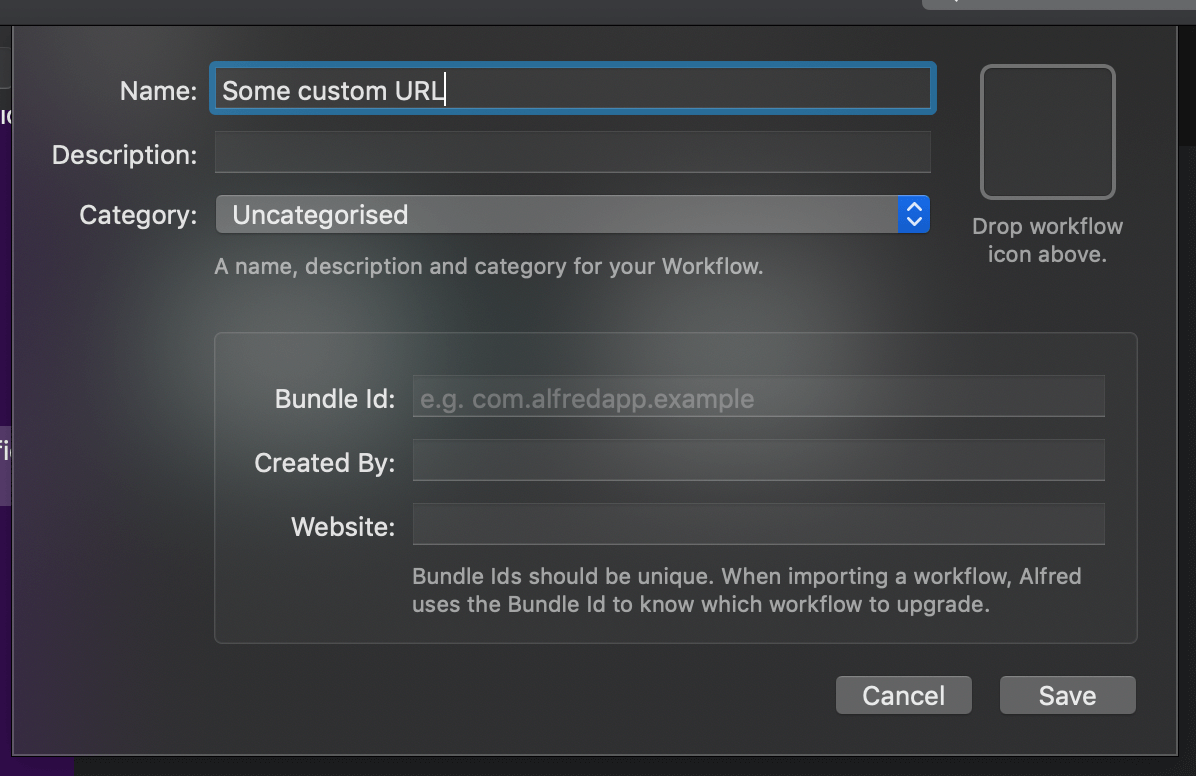 Name: Some custom URL
Description:
Category: Uncategorised
Drop workflow
icon above.
A name, description and category for your Workflow.
Bundle Id: e.g. com.alfredapp.example
Created By:
Website:
Bundle Ids should be unique. When importing a workflow, Alfred
uses the Bundle Id to know which workflow to upgrade.
Cancel Save